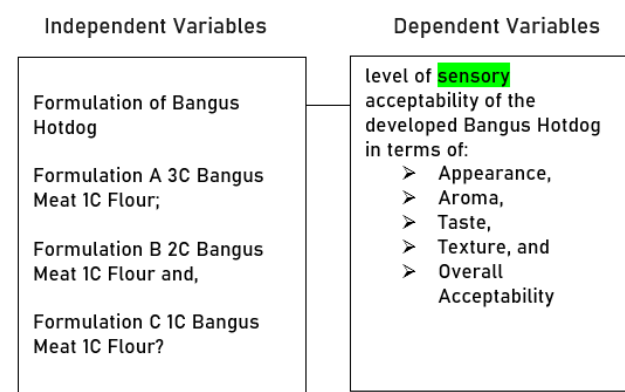 Independent Variables
Formulation of Bangus
Hotdog
Formulation A 3C Bangus
Meat 1C Flour;
Formulation B 2C Bangus
Meat 1C Flour and,
Formulation C 1C Bangus
Meat 1C Flour?
Dependent Variables
level of sensory
acceptability of the
developed Bangus Hotdog
in terms of:
➢ Appearance,
➢ Aroma,
➢ Taste,
➢ Texture, and
➢ Overall
Acceptability